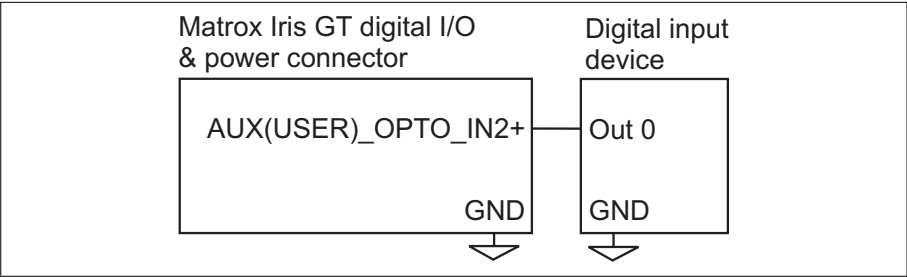 Matrox Iris GT digital I/O
& power connector
Digital input
device
AUX(USER)_OPTO_IN2+
Out 0
GND
GND